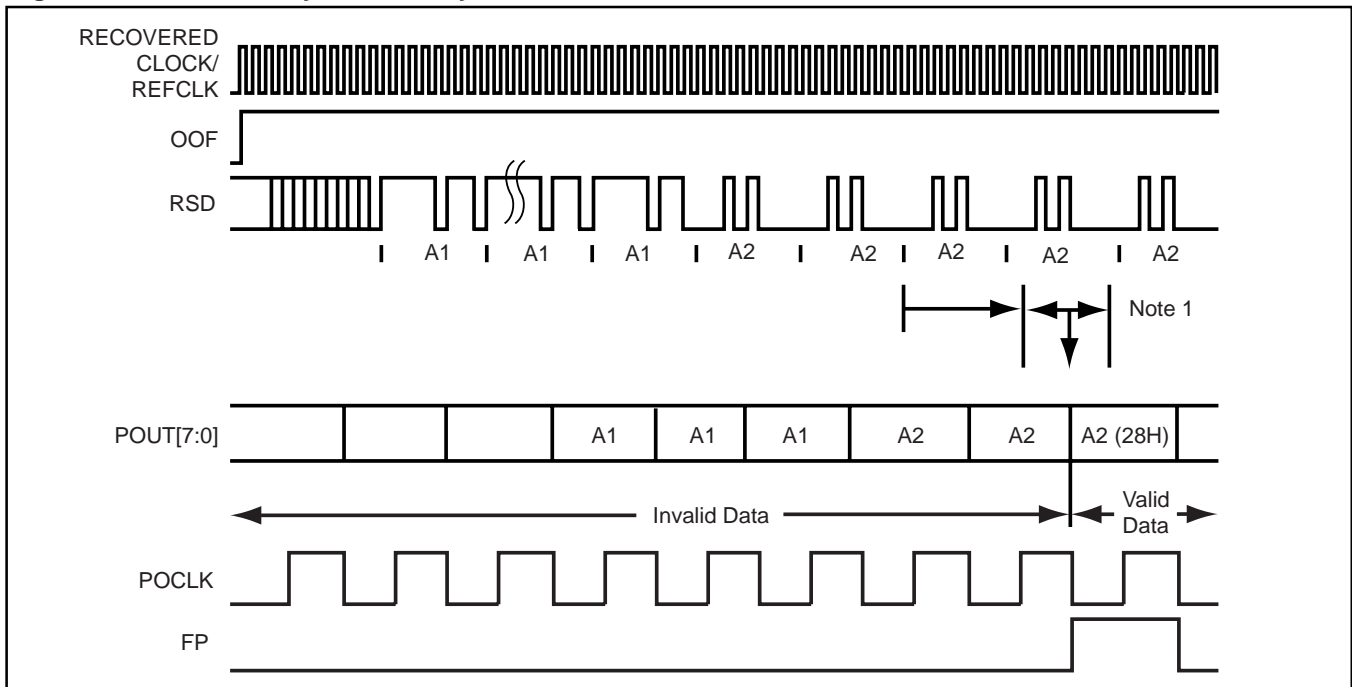 RECOVERED
CLOCK/
REFCLK
OOF
RSD
A1 A1 A1 A2 A2 A2 A2 A2
Note 1
POUT[7:0]
A1 A1 A1 A2 A2 A2 (28H)
Invalid Data
Valid
Data
POCLK
FP